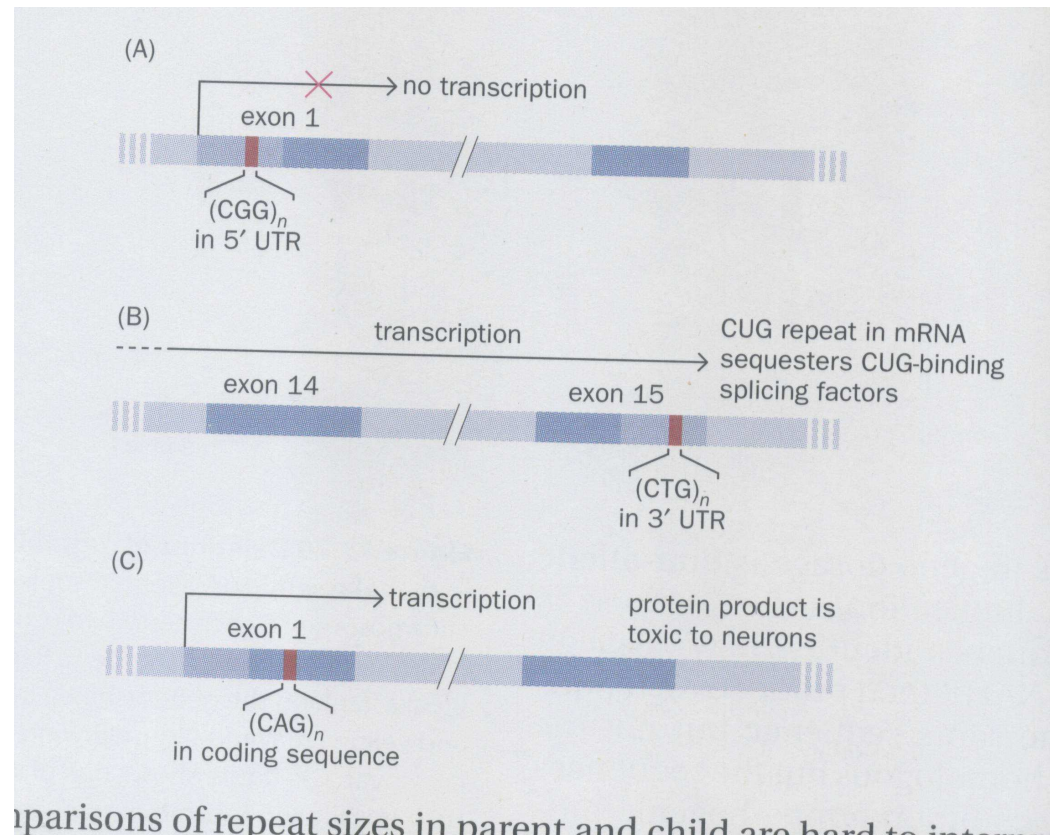 (A)
no transcription
exon 1
(CGG)n
in 5′ UTR
(B)
transcription
CUG repeat in mRNA
sequesters CUG-binding
splicing factors
exon 14
exon 15
(CTG)n
in 3′ UTR
(C)
transcription
protein product is
toxic to neurons
exon 1
(CAG)n
in coding sequence
of repeat sizes in parent and child are hard to